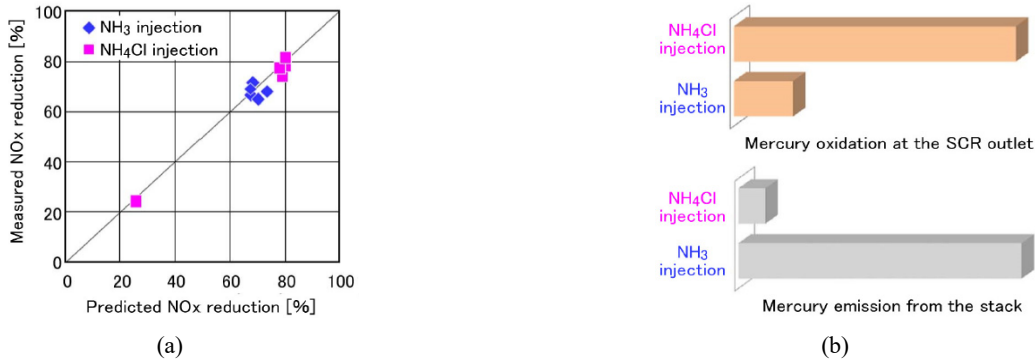 Measured NOx reduction [%]
100
80
60
40
20
0
NH3 injection
NH4Cl injection
0 20 40 60 80 100
Predicted NOx reduction [%]
(a)
NH4Cl
injection
NH3
injection
Mercury oxidation at the SCR outlet
NH4Cl
injection
NH3
injection
Mercury emission from the stack
(b)